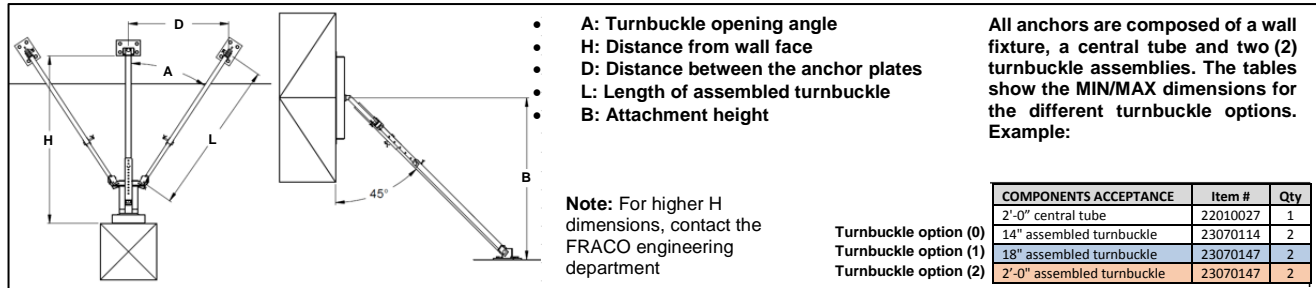 D
A
H
L
45°
B
• A: Turnbuckle opening angle
• H: Distance from wall face
• D: Distance between the anchor plates
• L: Length of assembled turnbuckle
• B: Attachment height
Note: For higher H
dimensions, contact the
FRACO engineering
department
All anchors are composed of a wall
fixture, a central tube and two (2)
turnbuckle assemblies. The tables
show the MIN/MAX dimensions for
the different turnbuckle options.
Example:
COMPONENTS ACCEPTANCE Item # Qty
2'-0" central tube 22010027 1
Turnbuckle option (0) 14" assembled turnbuckle 23070114 2
Turnbuckle option (1) 18" assembled turnbuckle 23070147 2
Turnbuckle option (2) 2'-0" assembled turnbuckle 23070147 2